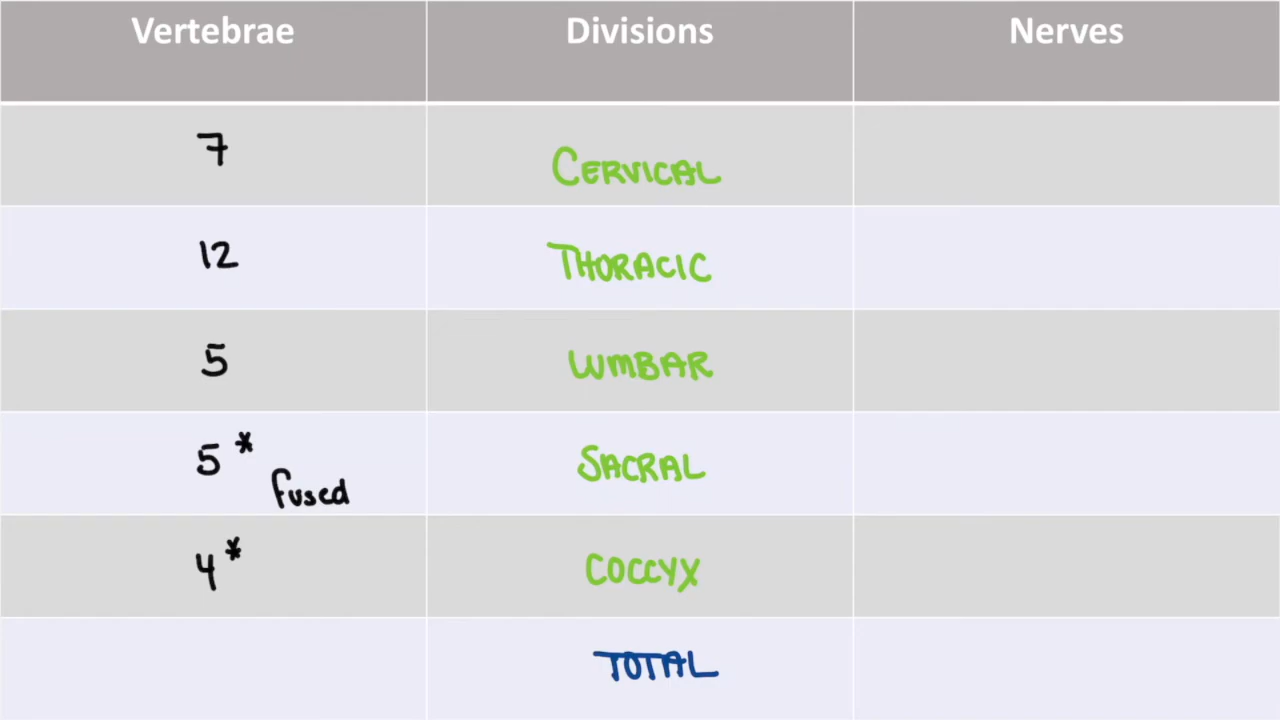 Vertebrae Divisions Nerves
7 CERVICAL
12 THORACIC
5 LUMBAR
5* fused SACRAL
4* COCCYX
TOTAL